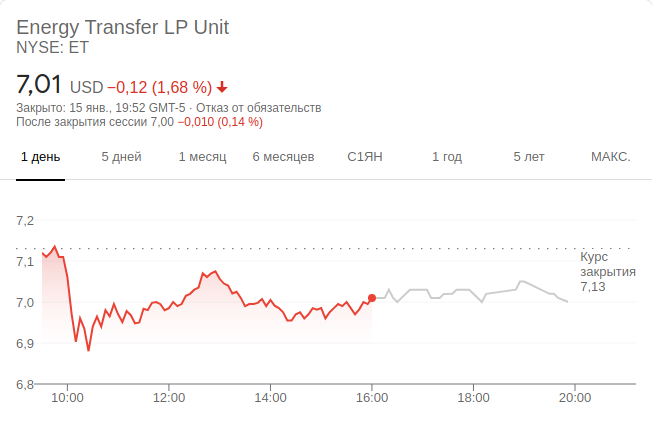 Energy Transfer LP Unit
NYSE: ET
7,01 USD −0,12 (1,68 %)
Закрыто: 15 янв., 19:52 GMT-5 · Отказ от обязательств
После закрытия сессии 7,00 −0,010 (0,14 %)
1 день 5 дней 1 месяц 6 месяцев С1ЯН 1 год 5 лет МАКС.
7,2
7,1
7,0
6,9
6,8
Курс
закрытия
7,13
10:00 12:00 14:00 16:00 18:00 20:00